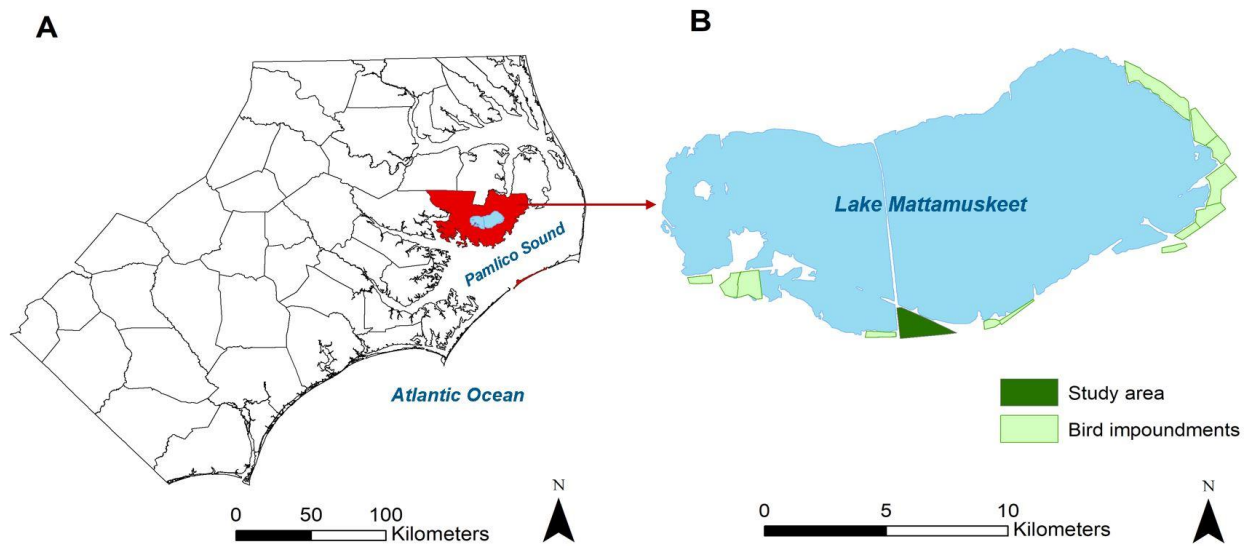 A
Pamlico Sound
Atlantic Ocean
N
0 50 100
Kilometers
B
Lake Mattamuskeet
Study area
Bird impoundments
N
0 5 10
Kilometers